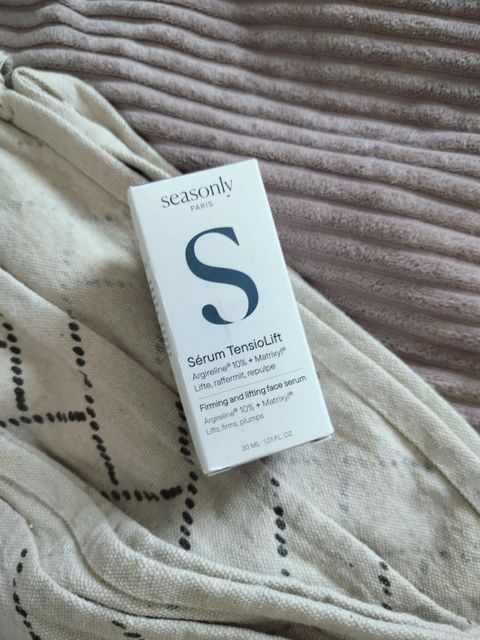 seasonly
PARIS
S
Sérum TensioLift
Argireline® 10% + Matrixyl®
Lifte, raffermit, repulpe
Firming and lifting face serum
Argireline® 10% + Matrixyl®
Lifts, firms, plumps
30 ML 1.01 FL. OZ.